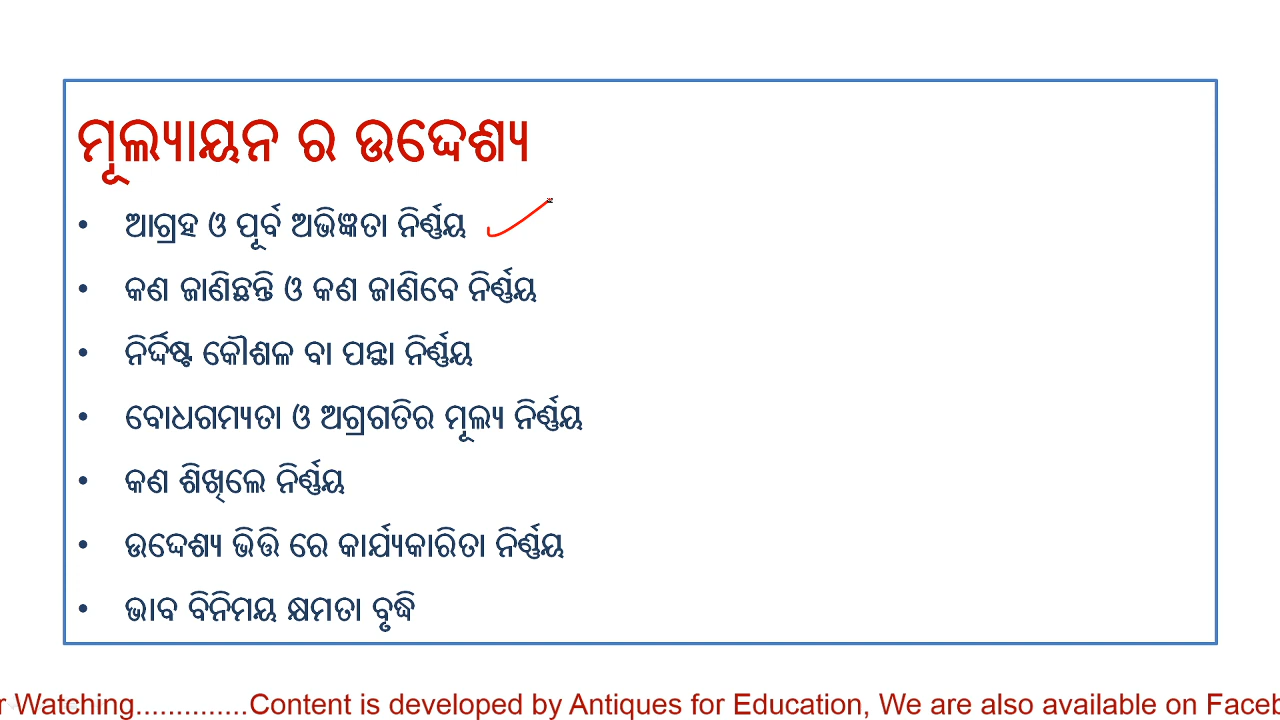 ମୂଲ୍ୟାୟନ ର ଉଦ୍ଦେଶ୍ୟ
• ଆଗ୍ରହ ଓ ପୂର୍ବ ଅଭିଜ୍ଞତା ନିର୍ଣ୍ଣୟ
• କଣ ଜାଣିଛନ୍ତି ଓ କଣ ଜାଣିବେ ନିର୍ଣ୍ଣୟ
• ନିର୍ଦ୍ଦିଷ୍ଟ କୌଶଳ ବା ପନ୍ଥା ନିର୍ଣ୍ଣୟ
• ବୋଧଗମ୍ୟତା ଓ ଅଗ୍ରଗତିର ମୂଲ୍ୟ ନିର୍ଣ୍ଣୟ
• କଣ ଶିଖିଲେ ନିର୍ଣ୍ଣୟ
• ଉଦ୍ଦେଶ୍ୟ ଭିତ୍ତି ରେ କାର୍ଯ୍ୟକାରିତା ନିର୍ଣ୍ଣୟ
• ଭାବ ବିନିମୟ କ୍ଷମତା ବୃଦ୍ଧି
r Watching.............Content is developed by Antiques for Education, We are also available on Faceb